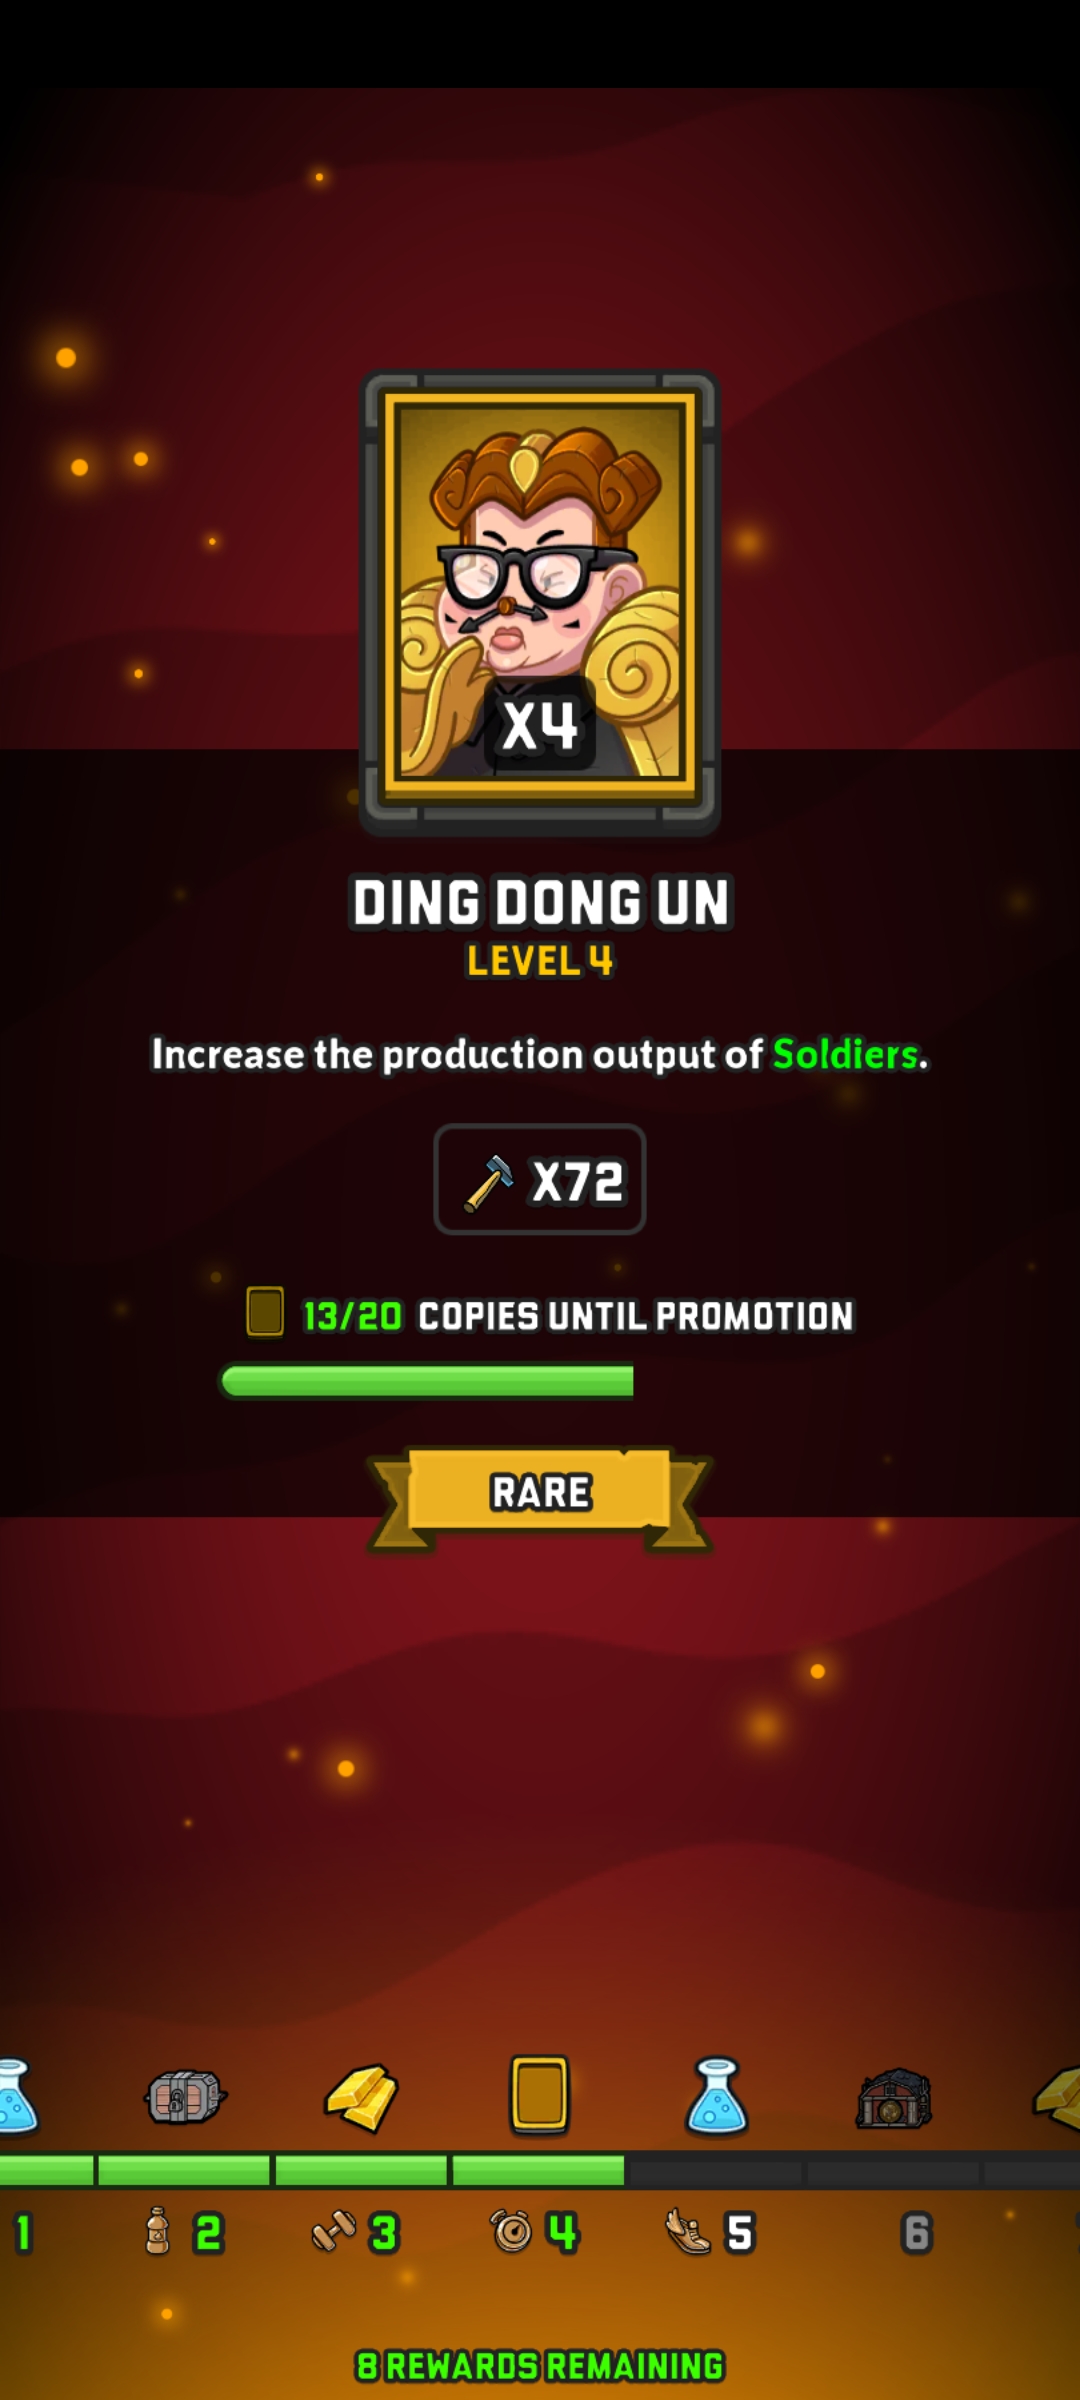 X4
DING DONG UN
LEVEL 4
Increase the production output of Soldiers.
X72
13/20 COPIES UNTIL PROMOTION
RARE
1 2 3 4 5 6
8 REWARDS REMAINING